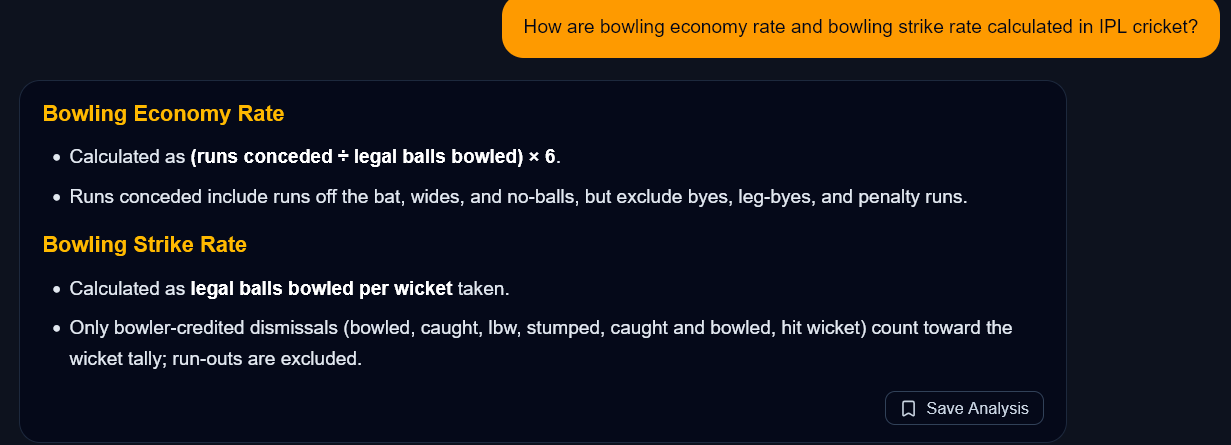 How are bowling economy rate and bowling strike rate calculated in IPL cricket?
Bowling Economy Rate
• Calculated as (runs conceded ÷ legal balls bowled) × 6.
• Runs conceded include runs off the bat, wides, and no-balls, but exclude byes, leg-byes, and penalty runs.
Bowling Strike Rate
• Calculated as legal balls bowled per wicket taken.
• Only bowler-credited dismissals (bowled, caught, lbw, stumped, caught and bowled, hit wicket) count toward the
wicket tally; run-outs are excluded.
Save Analysis